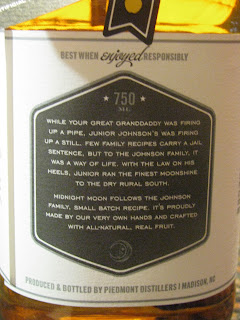 BEST WHEN enjoyed RESPONSIBLY
750
ML
WHILE YOUR GREAT GRANDDADDY WAS FIRING
UP A PIPE, JUNIOR JOHNSON'S WAS FIRING
UP A STILL. FEW FAMILY RECIPES CARRY A JAIL
SENTENCE, BUT TO THE JOHNSON FAMILY, IT
WAS A WAY OF LIFE. WITH THE LAW ON HIS
HEELS, JUNIOR RAN THE FINEST MOONSHINE
TO THE DRY RURAL SOUTH.
MIDNIGHT MOON FOLLOWS THE JOHNSON
FAMILY, SMALL BATCH RECIPE. IT'S PROUDLY
MADE BY OUR VERY OWN HANDS AND CRAFTED
WITH ALL-NATURAL, REAL FRUIT.
PRODUCED & BOTTLED BY PIEDMONT DISTILLERS | MADISON, NC